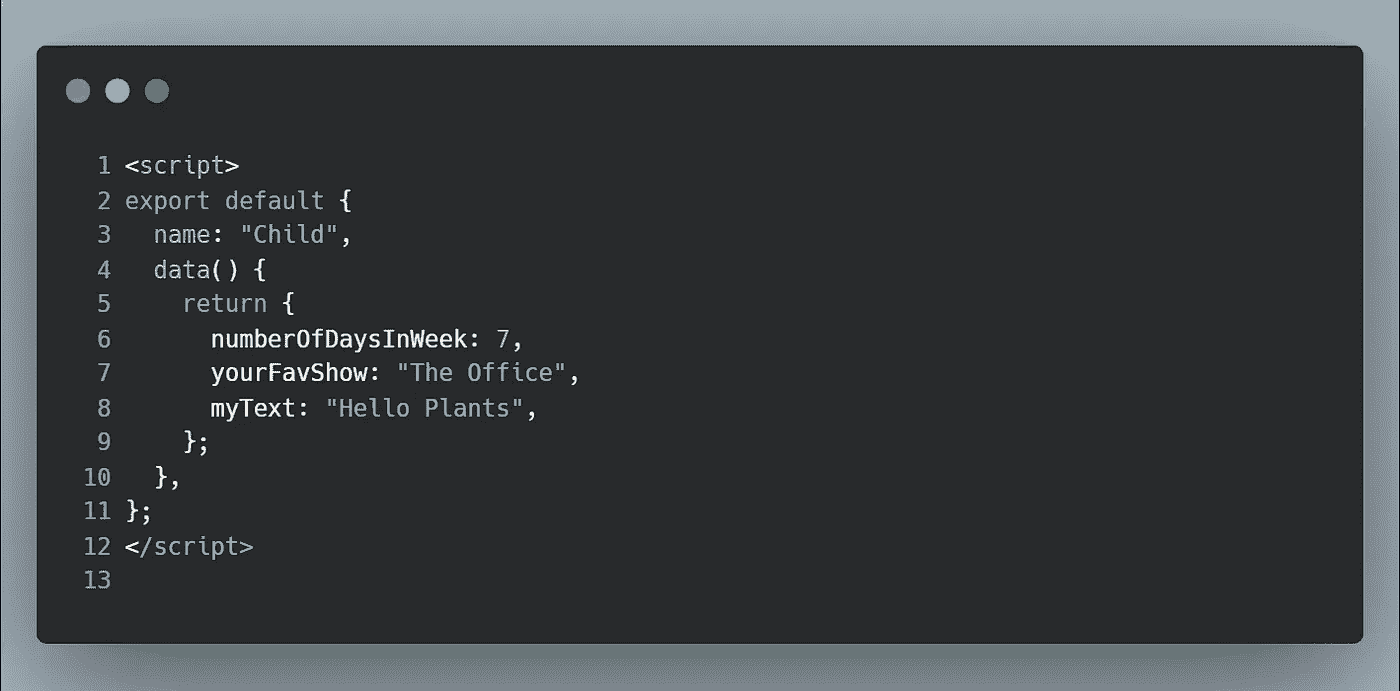 1 <script>
2 export default {
3   name: "Child",
4   data() {
5     return {
6       numberOfDaysInWeek: 7,
7       yourFavShow: "The Office",
8       myText: "Hello Plants",
9     };
10   },
11 };
12 </script>
13